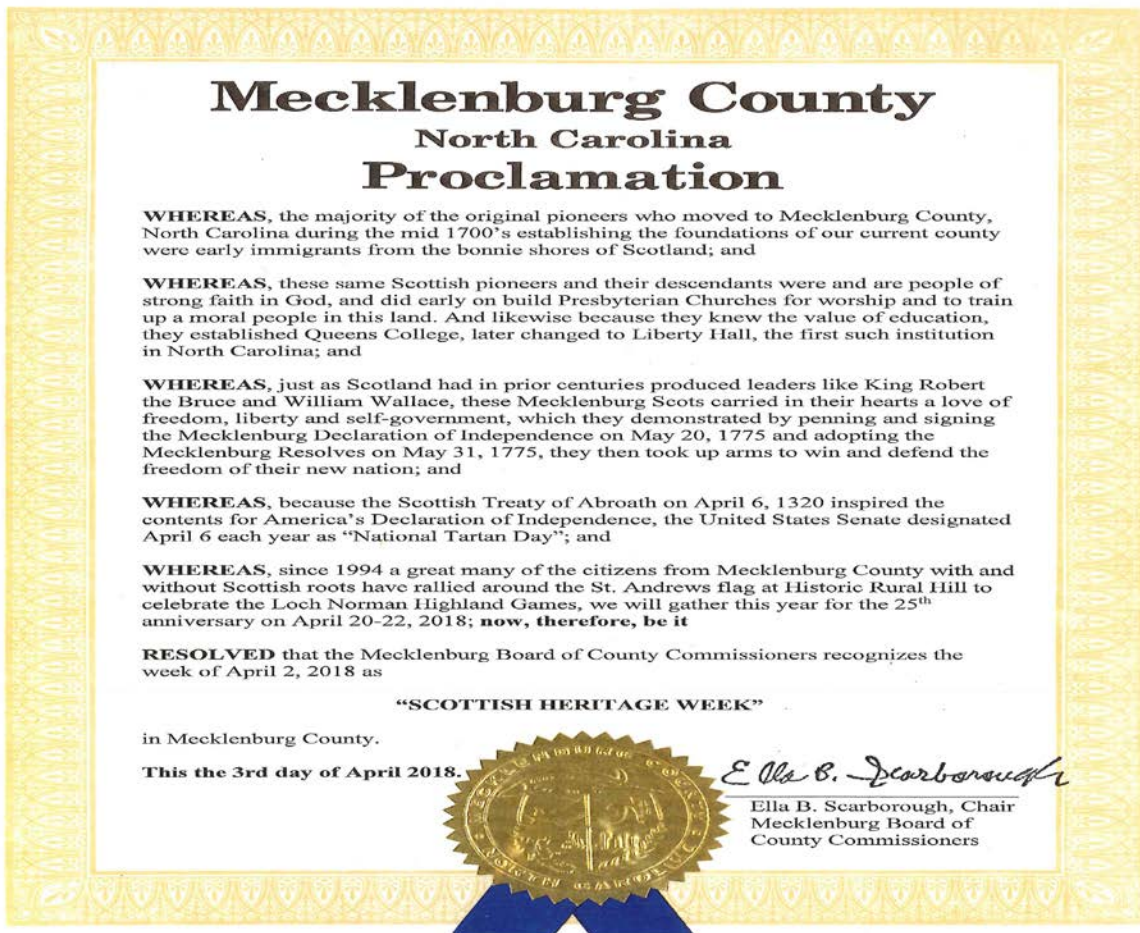 Mecklenburg County
North Carolina
Proclamation
WHEREAS, the majority of the original pioneers who moved to Mecklenburg County,
North Carolina during the mid 1700's establishing the foundations of our current county
were early immigrants from the bonnie shores of Scotland; and
WHEREAS, these same Scottish pioneers and their descendants were and are people of
strong faith in God, and did early on build Presbyterian Churches for worship and to train
up a moral people in this land. And likewise because they knew the value of education,
they established Queens College, later changed to Liberty Hall, the first such institution
in North Carolina; and
WHEREAS, just as Scotland had in prior centuries produced leaders like King Robert
the Bruce and William Wallace, these Mecklenburg Scots carried in their hearts a love of
freedom, liberty and self-government, which they demonstrated by penning and signing
the Mecklenburg Declaration of Independence on May 20, 1775 and adopting the
Mecklenburg Resolves on May 31, 1775, they then took up arms to win and defend the
freedom of their new nation; and
WHEREAS, because the Scottish Treaty of Abroath on April 6, 1320 inspired the
contents for America's Declaration of Independence, the United States Senate designated
April 6 each year as “National Tartan Day”; and
WHEREAS, since 1994 a great many of the citizens from Mecklenburg County with and
without Scottish roots have rallied around the St. Andrews flag at Historic Rural Hill to
celebrate the Loch Norman Highland Games, we will gather this year for the 25th
anniversary on April 20-22, 2018; now, therefore, be it
RESOLVED that the Mecklenburg Board of County Commissioners recognizes the
week of April 2, 2018 as
“SCOTTISH HERITAGE WEEK”
in Mecklenburg County.
This the 3rd day of April 2018.
MECKLENBURG COUNTY
NORTH CAROLINA
Ella B. Scarborough
Ella B. Scarborough, Chair
Mecklenburg Board of
County Commissioners